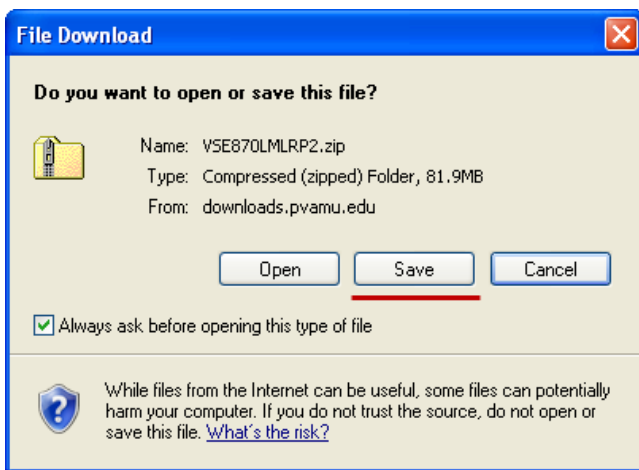 File Download
Do you want to open or save this file?
Name: VSE870LMLRP2.zip
Type: Compressed (zipped) Folder, 81.9MB
From: downloads.pvamu.edu
Open Save Cancel
Always ask before opening this type of file
While files from the Internet can be useful, some files can potentially
harm your computer. If you do not trust the source, do not open or
save this file. What's the risk?